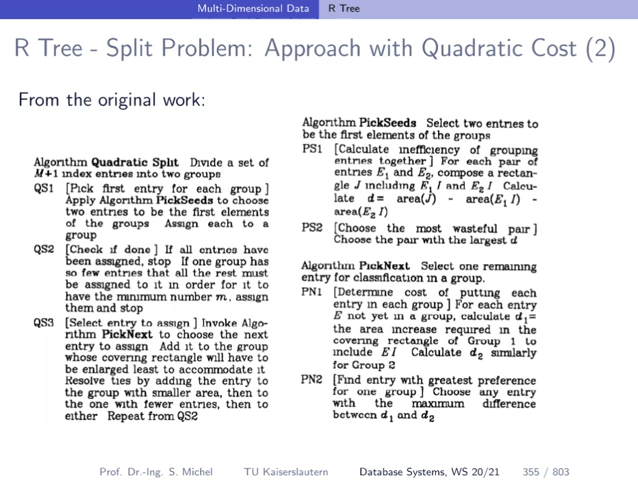 Multi-Dimensional Data R Tree
R Tree - Split Problem: Approach with Quadratic Cost (2)
From the original work:
Algorithm Quadratic Split Divide a set of
M+1 index entries into two groups
QS1 [Pick first entry for each group]
Apply Algorithm PickSeeds to choose
two entries to be the first elements
of the groups Assign each to a
group
QS2 [Check if done] If all entries have
been assigned, stop If one group has
so few entries that all the rest must
be assigned to it in order for it to
have the minimum number m, assign
them and stop
QS3 [Select entry to assign] Invoke Algo-
rithm PickNext to choose the next
entry to assign Add it to the group
whose covering rectangle will have to
be enlarged least to accommodate it
Resolve ties by adding the entry to
the group with smaller area, then to
the one with fewer entries, then to
either Repeat from QS2
Algorithm PickSeeds Select two entries to
be the first elements of the groups
PS1 [Calculate inefficiency of grouping
entries together] For each pair of
entries E1 and E2, compose a rectan-
gle J including E1 I and E2 I Calcu-
late d = area(J) - area(E1 I) -
area(E2 I)
PS2 [Choose the most wasteful pair]
Choose the pair with the largest d
Algorithm PickNext Select one remaining
entry for classification in a group.
PN1 [Determine cost of putting each
entry in each group] For each entry
E not yet in a group, calculate d1=
the area increase required in the
covering rectangle of Group 1 to
include E I Calculate d2 similarly
for Group 2
PN2 [Find entry with greatest preference
for one group] Choose any entry
with the maximum difference
between d1 and d2
Prof. Dr.-Ing. S. Michel TU Kaiserslautern Database Systems, WS 20/21 355 / 803